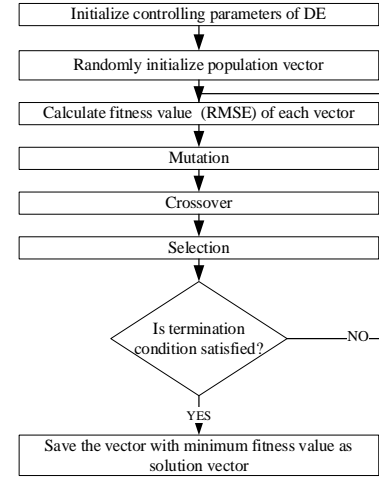 Initialize controlling parameters of DE
Randomly initialize population vector
Calculate fitness value (RMSE) of each vector
Mutation
Crossover
Selection
Is termination
condition satisfied?
NO
YES
Save the vector with minimum fitness value as
solution vector